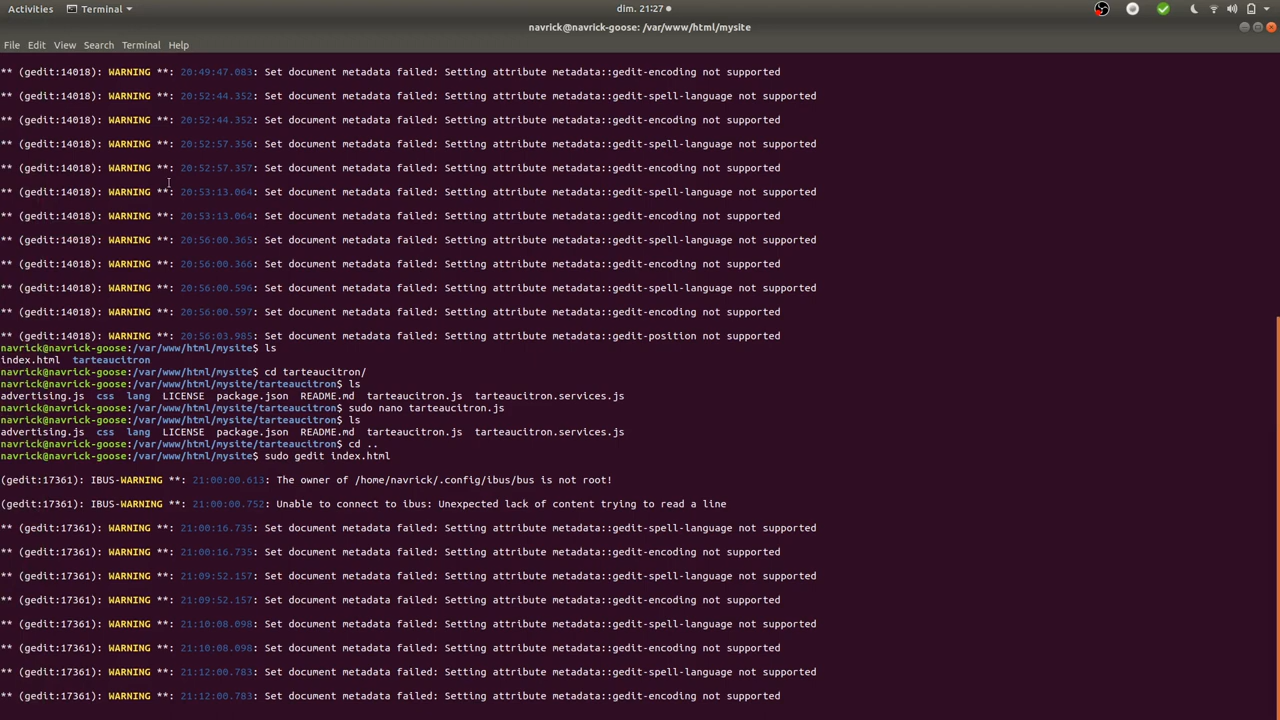 Activities Terminal dim. 21:27
navrick@navrick-goose: /var/www/html/mysite
File Edit View Search Terminal Help
** (gedit:14018): WARNING **: 20:49:47.083: Set document metadata failed: Setting attribute metadata::gedit-encoding not supported
** (gedit:14018): WARNING **: 20:52:44.352: Set document metadata failed: Setting attribute metadata::gedit-spell-language not supported
** (gedit:14018): WARNING **: 20:52:44.352: Set document metadata failed: Setting attribute metadata::gedit-encoding not supported
** (gedit:14018): WARNING **: 20:52:57.356: Set document metadata failed: Setting attribute metadata::gedit-spell-language not supported
** (gedit:14018): WARNING **: 20:52:57.357: Set document metadata failed: Setting attribute metadata::gedit-encoding not supported
** (gedit:14018): WARNING **: 20:53:13.064: Set document metadata failed: Setting attribute metadata::gedit-spell-language not supported
** (gedit:14018): WARNING **: 20:53:13.064: Set document metadata failed: Setting attribute metadata::gedit-encoding not supported
** (gedit:14018): WARNING **: 20:56:00.365: Set document metadata failed: Setting attribute metadata::gedit-spell-language not supported
** (gedit:14018): WARNING **: 20:56:00.366: Set document metadata failed: Setting attribute metadata::gedit-encoding not supported
** (gedit:14018): WARNING **: 20:56:00.596: Set document metadata failed: Setting attribute metadata::gedit-spell-language not supported
** (gedit:14018): WARNING **: 20:56:00.597: Set document metadata failed: Setting attribute metadata::gedit-encoding not supported
** (gedit:14018): WARNING **: 20:56:03.985: Set document metadata failed: Setting attribute metadata::gedit-position not supported
navrick@navrick-goose:/var/www/html/mysite$ ls
index.html tarteaucitron
navrick@navrick-goose:/var/www/html/mysite$ cd tarteaucitron/
navrick@navrick-goose:/var/www/html/mysite/tarteaucitron$ ls
advertising.js css lang LICENSE package.json README.md tarteaucitron.js tarteaucitron.services.js
navrick@navrick-goose:/var/www/html/mysite/tarteaucitron$ sudo nano tarteaucitron.js
navrick@navrick-goose:/var/www/html/mysite/tarteaucitron$ ls
advertising.js css lang LICENSE package.json README.md tarteaucitron.js tarteaucitron.services.js
navrick@navrick-goose:/var/www/html/mysite/tarteaucitron$ cd ..
navrick@navrick-goose:/var/www/html/mysite$ sudo gedit index.html
(gedit:17361): IBUS-WARNING **: 21:00:00.613: The owner of /home/navrick/.config/ibus/bus is not root!
(gedit:17361): IBUS-WARNING **: 21:00:00.752: Unable to connect to ibus: Unexpected lack of content trying to read a line
** (gedit:17361): WARNING **: 21:00:16.735: Set document metadata failed: Setting attribute metadata::gedit-spell-language not supported
** (gedit:17361): WARNING **: 21:00:16.735: Set document metadata failed: Setting attribute metadata::gedit-encoding not supported
** (gedit:17361): WARNING **: 21:09:52.157: Set document metadata failed: Setting attribute metadata::gedit-spell-language not supported
** (gedit:17361): WARNING **: 21:09:52.157: Set document metadata failed: Setting attribute metadata::gedit-encoding not supported
** (gedit:17361): WARNING **: 21:10:08.098: Set document metadata failed: Setting attribute metadata::gedit-spell-language not supported
** (gedit:17361): WARNING **: 21:10:08.098: Set document metadata failed: Setting attribute metadata::gedit-encoding not supported
** (gedit:17361): WARNING **: 21:12:00.783: Set document metadata failed: Setting attribute metadata::gedit-spell-language not supported
** (gedit:17361): WARNING **: 21:12:00.783: Set document metadata failed: Setting attribute metadata::gedit-encoding not supported